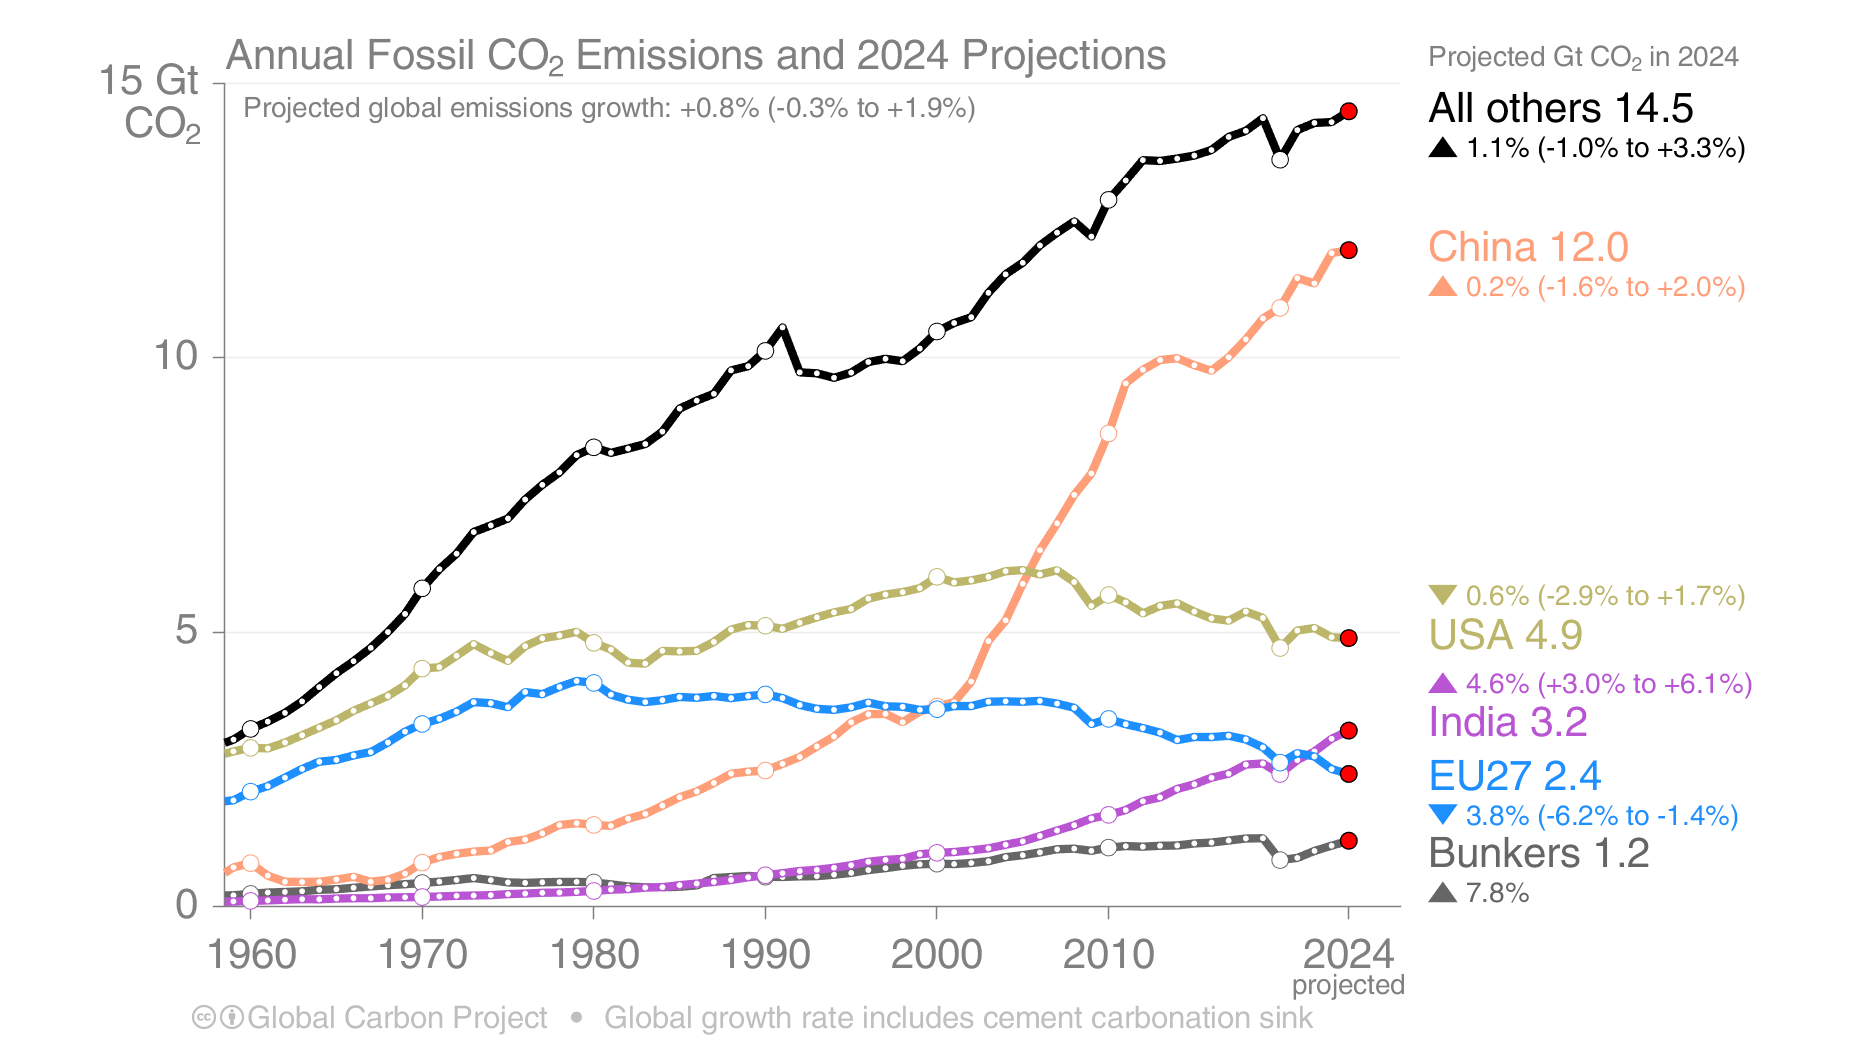 Annual Fossil CO₂ Emissions and 2024 Projections
Projected global emissions growth: +0.8% (-0.3% to +1.9%)
15 Gt
CO₂
10
5
0
1960 1970 1980 1990 2000 2010 2024
projected
Projected Gt CO₂ in 2024
All others 14.5
▲ 1.1% (-1.0% to +3.3%)
China 12.0
▲ 0.2% (-1.6% to +2.0%)
▼ 0.6% (-2.9% to +1.7%)
USA 4.9
▲ 4.6% (+3.0% to +6.1%)
India 3.2
EU27 2.4
▼ 3.8% (-6.2% to -1.4%)
Bunkers 1.2
▲ 7.8%
cc Global Carbon Project • Global growth rate includes cement carbonation sink